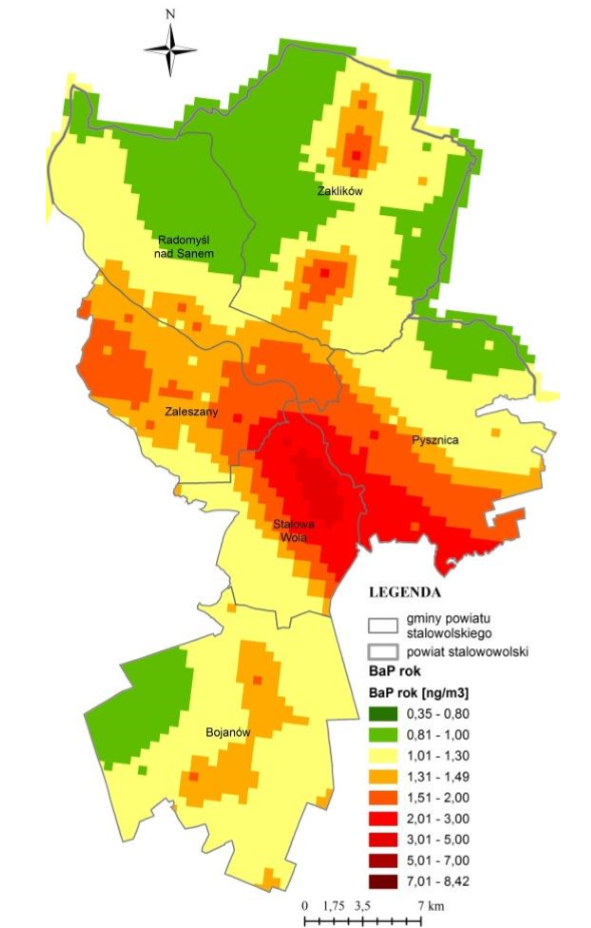 N
Zaklików
Radomyśl
nad Sanem
Zaleszany
Pysznica
Stalowa
Wola
Bojanów
LEGENDA
gminy powiatu
stalowolskiego
powiat stalowowolski
BaP rok
BaP rok [ng/m3]
0,35 - 0,80
0,81 - 1,00
1,01 - 1,30
1,31 - 1,49
1,51 - 2,00
2,01 - 3,00
3,01 - 5,00
5,01 - 7,00
7,01 - 8,42
0 1,75 3,5 7 km